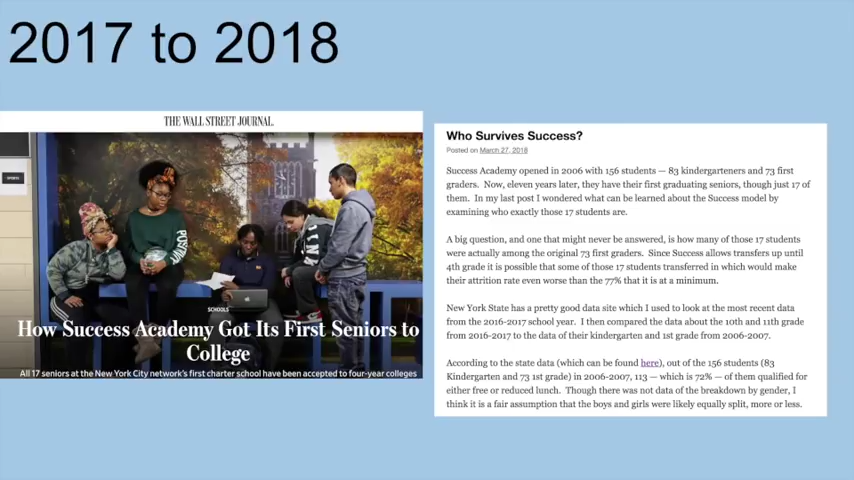 2017 to 2018
THE WALL STREET JOURNAL.
SPORTS
POSITIV
PINK
SCHOOLS
How Success Academy Got Its First Seniors to
College
All 17 seniors at the New York City network's first charter school have been accepted to four-year colleges
Who Survives Success?
Posted on March 27, 2018
Success Academy opened in 2006 with 156 students — 83 kindergarteners and 73 first
graders. Now, eleven years later, they have their first graduating seniors, though just 17 of
them. In my last post I wondered what can be learned about the Success model by
examining who exactly those 17 students are.
A big question, and one that might never be answered, is how many of those 17 students
were actually among the original 73 first graders. Since Success allows transfers up until
4th grade it is possible that some of those 17 students transferred in which would make
their attrition rate even worse than the 77% that it is at a minimum.
New York State has a pretty good data site which I used to look at the most recent data
from the 2016-2017 school year. I then compared the data about the 10th and 11th grade
from 2016-2017 to the data of their kindergarten and 1st grade from 2006-2007.
According to the state data (which can be found here), out of the 156 students (83
Kindergarten and 73 1st grade) in 2006-2007, 113 — which is 72% — of them qualified for
either free or reduced lunch. Though there was not data of the breakdown by gender, I
think it is a fair assumption that the boys and girls were likely equally split, more or less.